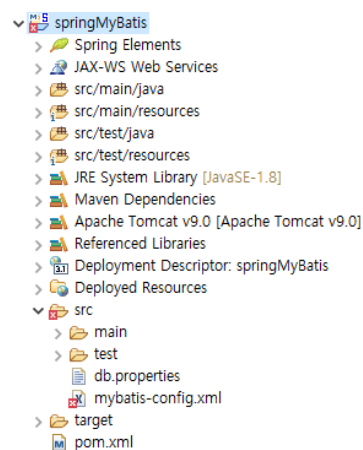 springMyBatis
Spring Elements
JAX-WS Web Services
src/main/java
src/main/resources
src/test/java
src/test/resources
JRE System Library [JavaSE-1.8]
Maven Dependencies
Apache Tomcat v9.0 [Apache Tomcat v9.0]
Referenced Libraries
Deployment Descriptor: springMyBatis
Deployed Resources
src
main
test
db.properties
mybatis-config.xml
target
pom.xml